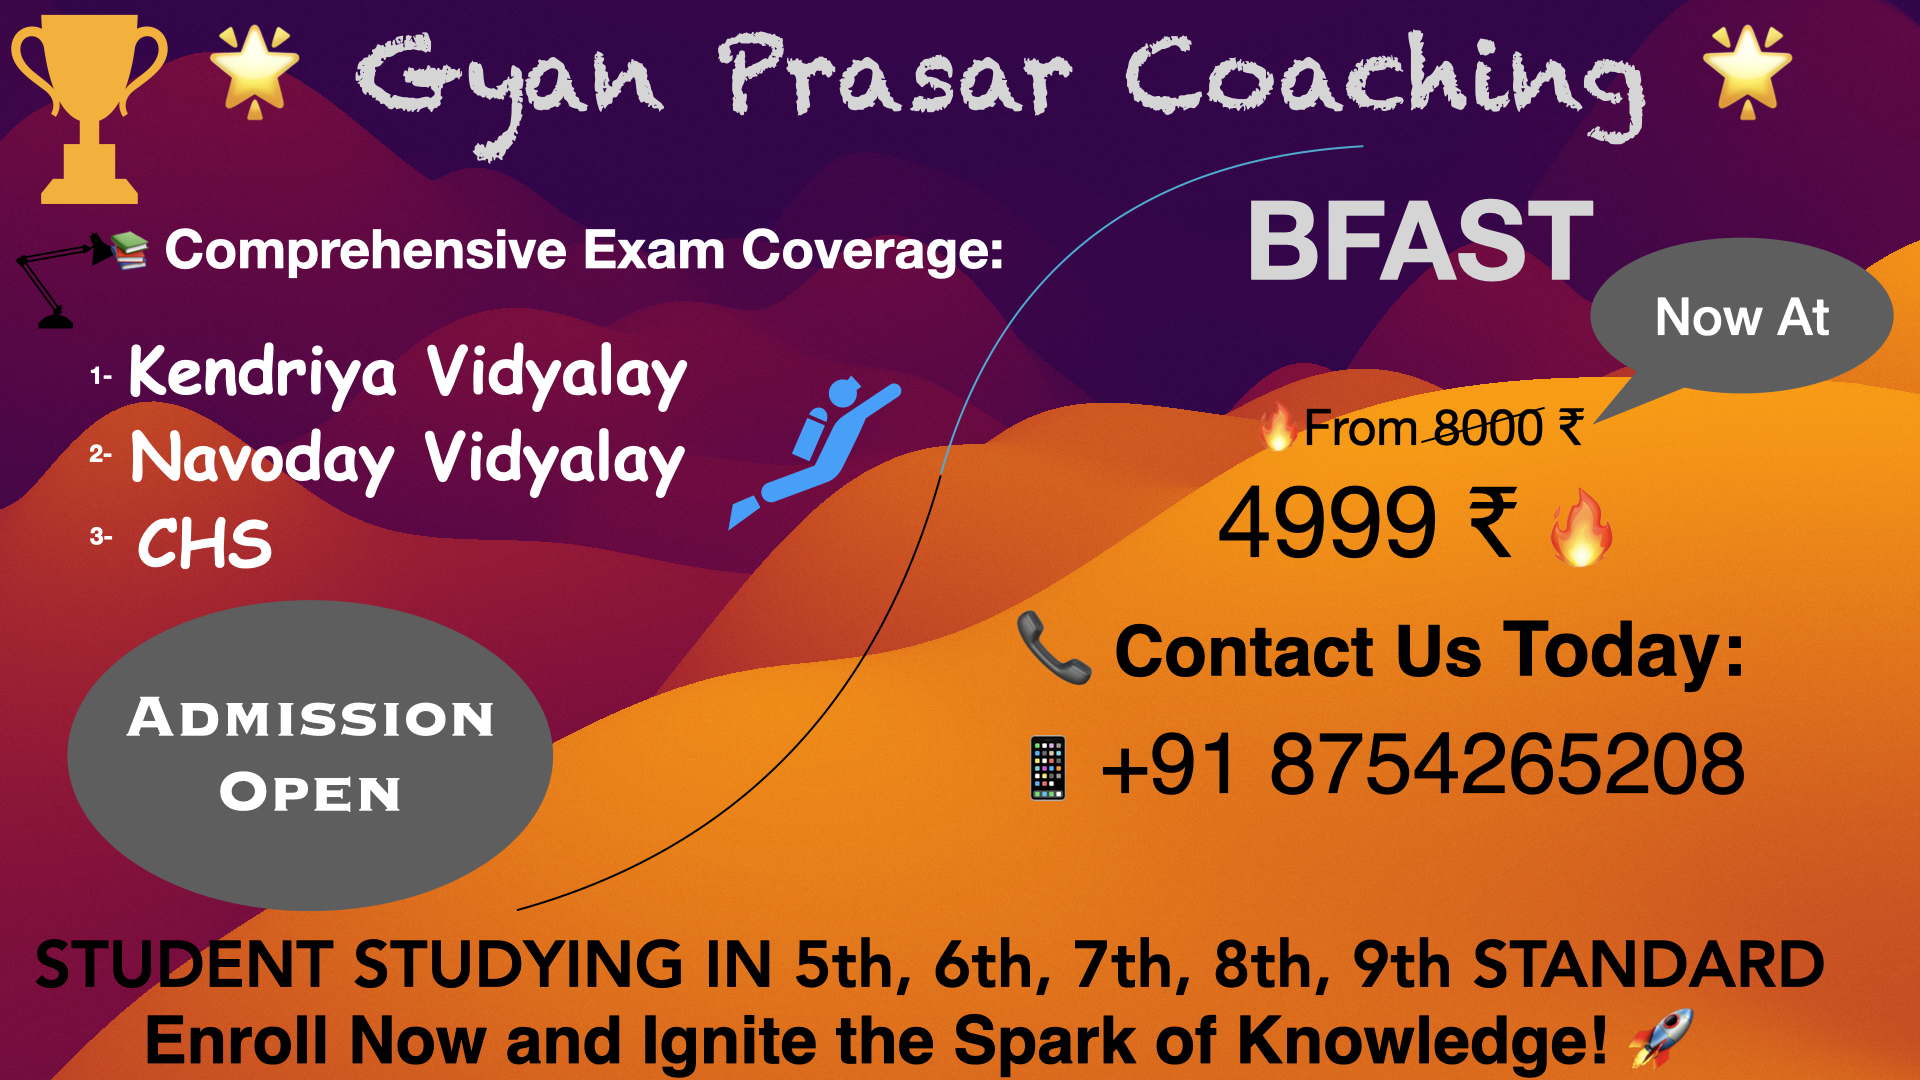 Gyan Prasar Coaching
Comprehensive Exam Coverage:
1- Kendriya Vidyalay
2- Navoday Vidyalay
3- CHS
Admission
Open
BFAST
Now At
From 8000 ₹
4999 ₹
Contact Us Today:
+91 8754265208
STUDENT STUDYING IN 5th, 6th, 7th, 8th, 9th STANDARD
Enroll Now and Ignite the Spark of Knowledge!